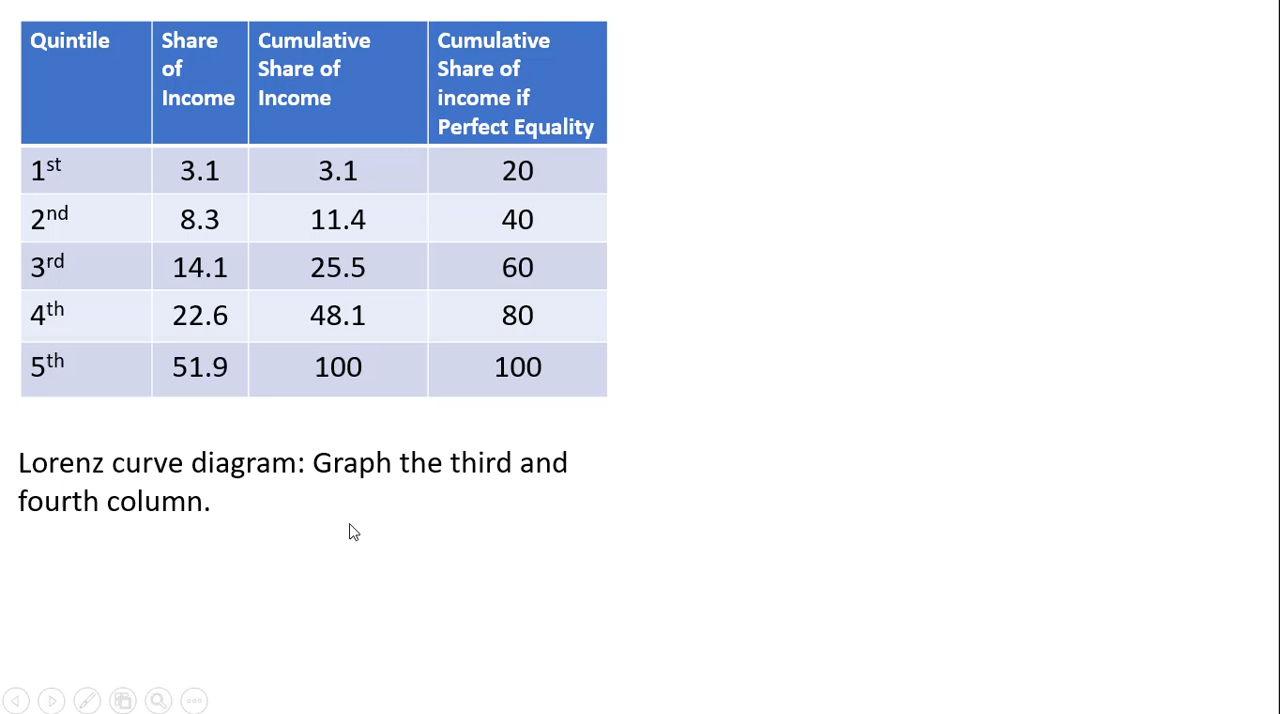 Quintile Share of Income Cumulative Share of Income Cumulative Share of income if Perfect Equality
1st 3.1 3.1 20
2nd 8.3 11.4 40
3rd 14.1 25.5 60
4th 22.6 48.1 80
5th 51.9 100 100
Lorenz curve diagram: Graph the third and
fourth column.